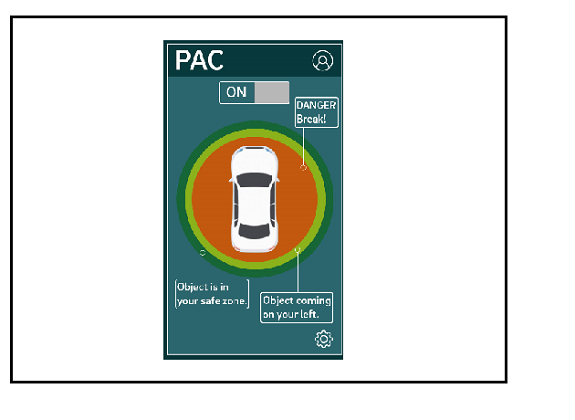 PAC
ON
DANGER
Break!
Object is in
your safe zone.
Object coming
on your left.